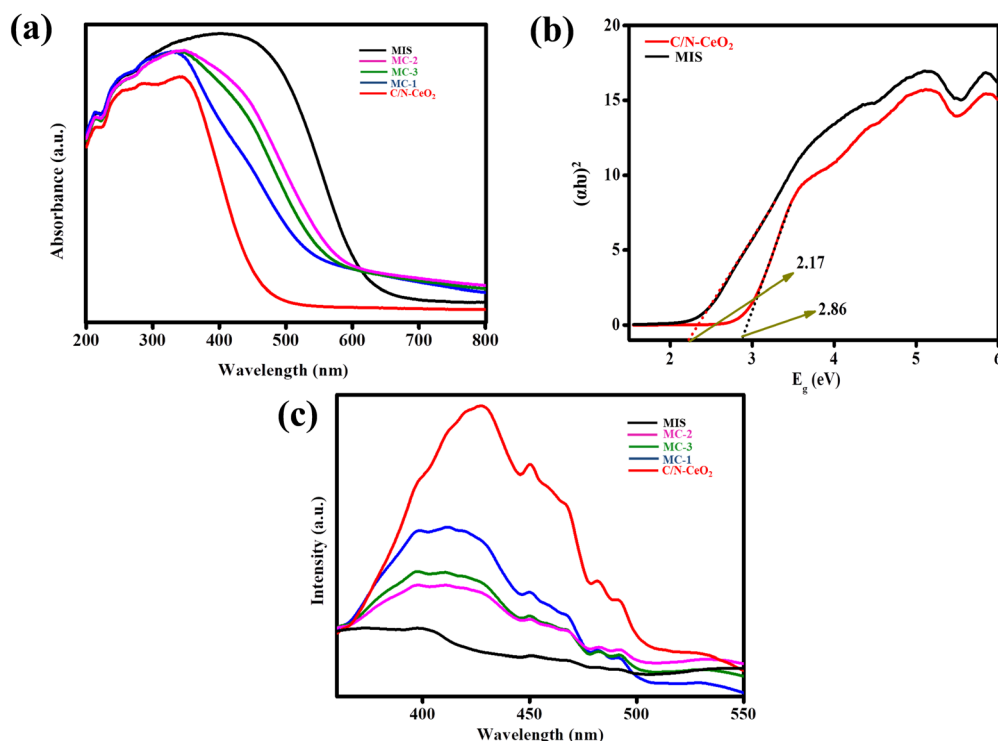 (a)
MIS
MC-2
MC-3
MC-1
C/N-CeO₂
Absorbance (a.u.)
200 300 400 500 600 700 800
Wavelength (nm)
(b)
C/N-CeO₂
MIS
20
15
10
5
0
(αhυ)²
2.17
2.86
2 3 4 5 6
E_g (eV)
(c)
MIS
MC-2
MC-3
MC-1
C/N-CeO₂
Intensity (a.u.)
400 450 500 550
Wavelength (nm)